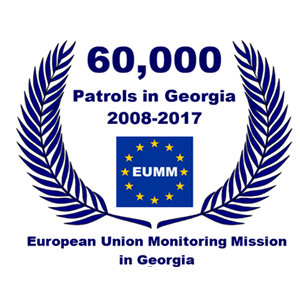 60,000
Patrols in Georgia
2008-2017
EUMM
European Union Monitoring Mission
in Georgia